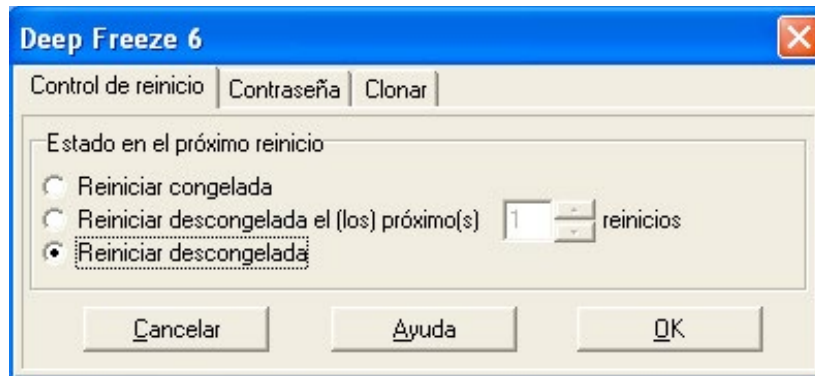 Deep Freeze 6
Control de reinicio Contraseña Clonar
Estado en el próximo reinicio
Reiniciar congelada
Reiniciar descongelada el (los) próximo(s) 1 reinicios
Reiniciar descongelada
Cancelar Ayuda OK